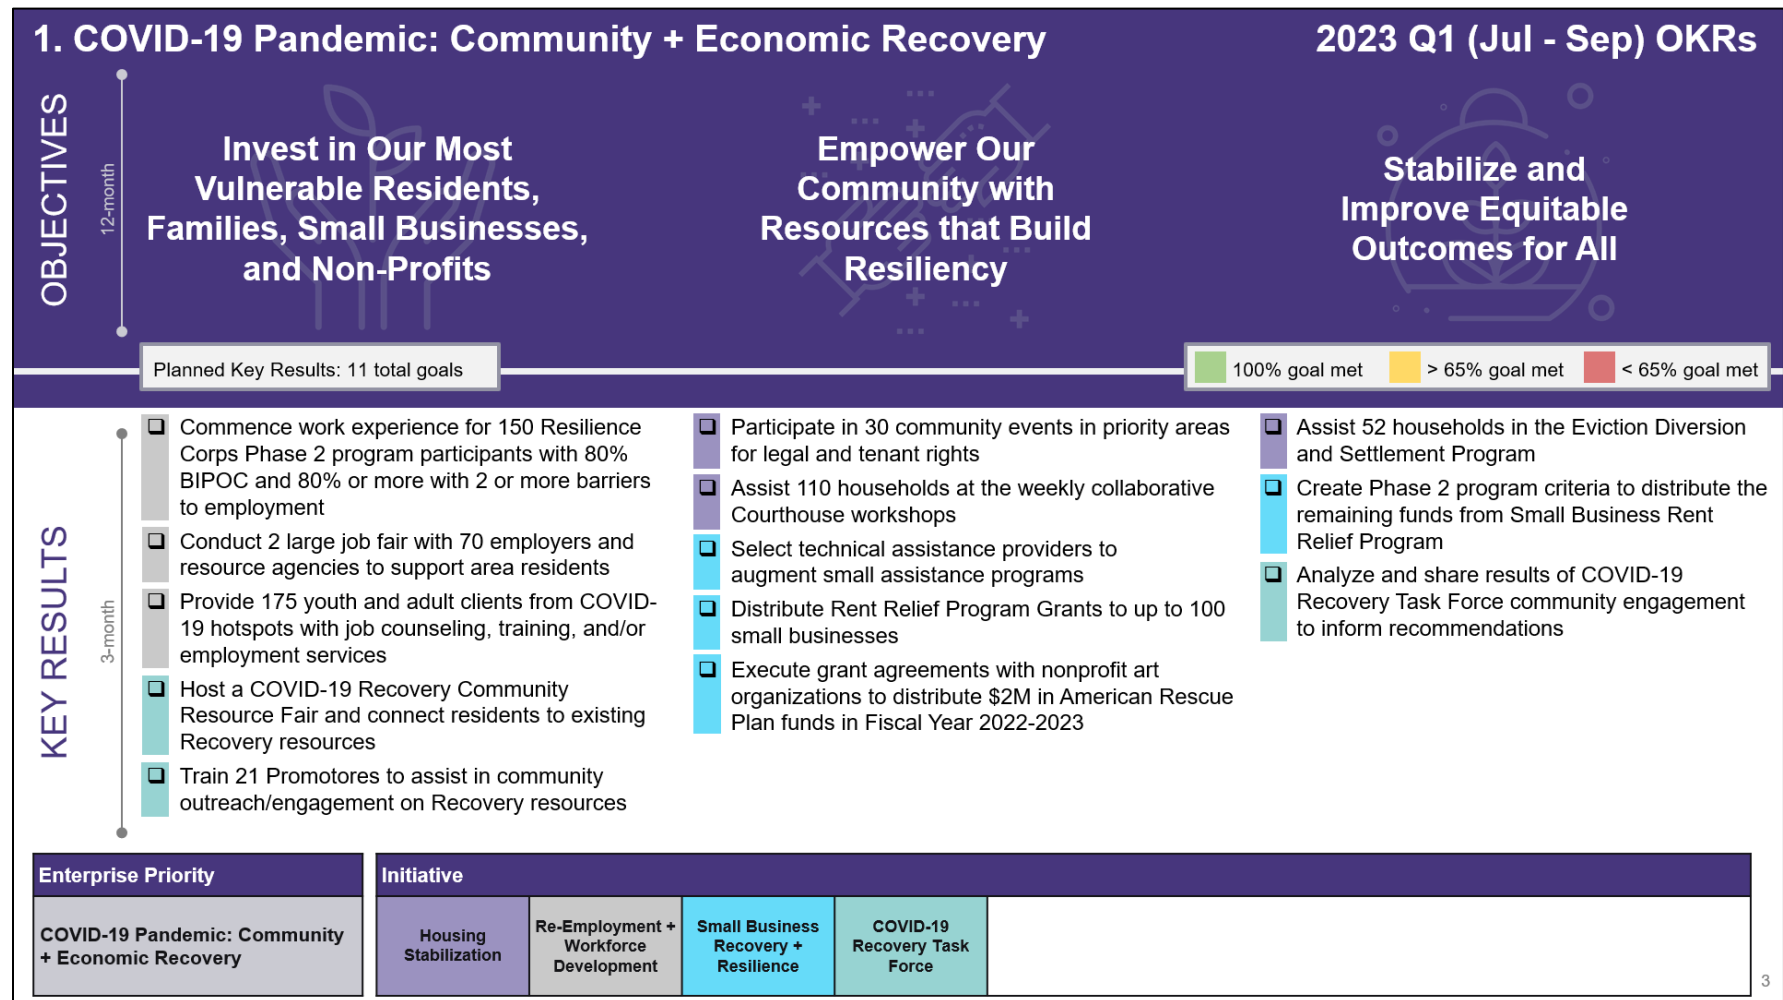 1. COVID-19 Pandemic: Community + Economic Recovery
2023 Q1 (Jul - Sep) OKRs
OBJECTIVES
12-month
Invest in Our Most
Vulnerable Residents,
Families, Small Businesses,
and Non-Profits
Empower Our
Community with
Resources that Build
Resiliency
Stabilize and
Improve Equitable
Outcomes for All
Planned Key Results: 11 total goals
100% goal met
> 65% goal met
< 65% goal met
KEY RESULTS
3-month
Commence work experience for 150 Resilience
Corps Phase 2 program participants with 80%
BIPOC and 80% or more with 2 or more barriers
to employment
Conduct 2 large job fair with 70 employers and
resource agencies to support area residents
Provide 175 youth and adult clients from COVID-
19 hotspots with job counseling, training, and/or
employment services
Host a COVID-19 Recovery Community
Resource Fair and connect residents to existing
Recovery resources
Train 21 Promotores to assist in community
outreach/engagement on Recovery resources
Participate in 30 community events in priority areas
for legal and tenant rights
Assist 110 households at the weekly collaborative
Courthouse workshops
Select technical assistance providers to
augment small assistance programs
Distribute Rent Relief Program Grants to up to 100
small businesses
Execute grant agreements with nonprofit art
organizations to distribute $2M in American Rescue
Plan funds in Fiscal Year 2022-2023
Assist 52 households in the Eviction Diversion
and Settlement Program
Create Phase 2 program criteria to distribute the
remaining funds from Small Business Rent
Relief Program
Analyze and share results of COVID-19
Recovery Task Force community engagement
to inform recommendations
Enterprise Priority
COVID-19 Pandemic: Community
+ Economic Recovery
Initiative
Housing
Stabilization
Re-Employment +
Workforce
Development
Small Business
Recovery +
Resilience
COVID-19
Recovery Task
Force
3